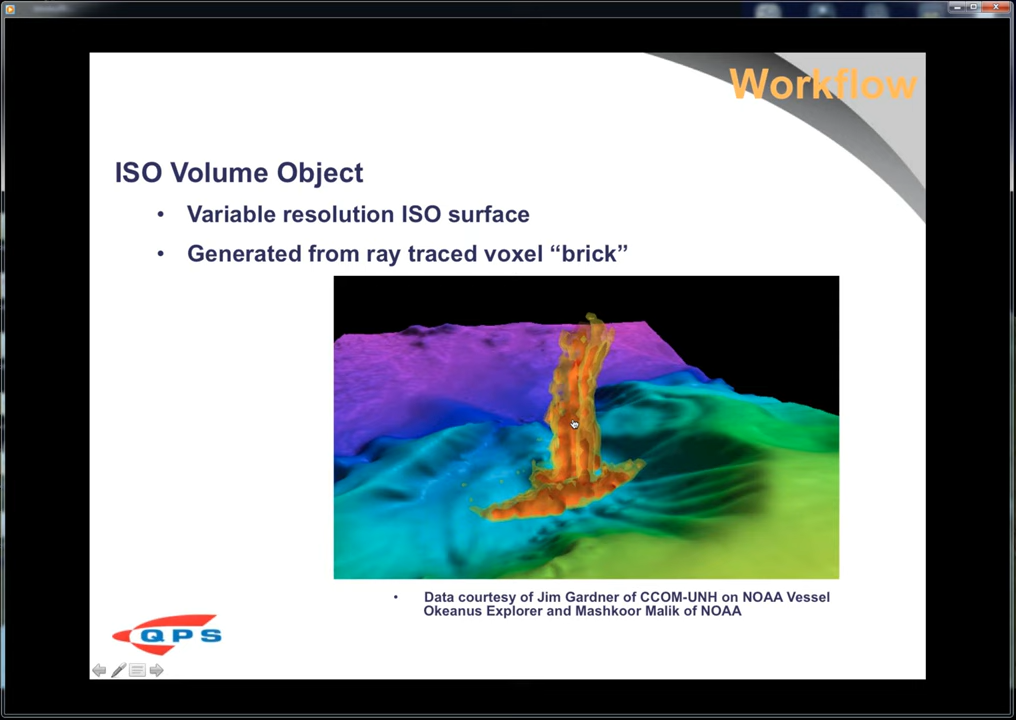 Workflow
ISO Volume Object
• Variable resolution ISO surface
• Generated from ray traced voxel “brick”
• Data courtesy of Jim Gardner of CCOM-UNH on NOAA Vessel
Okeanus Explorer and Mashkoor Malik of NOAA
QPS